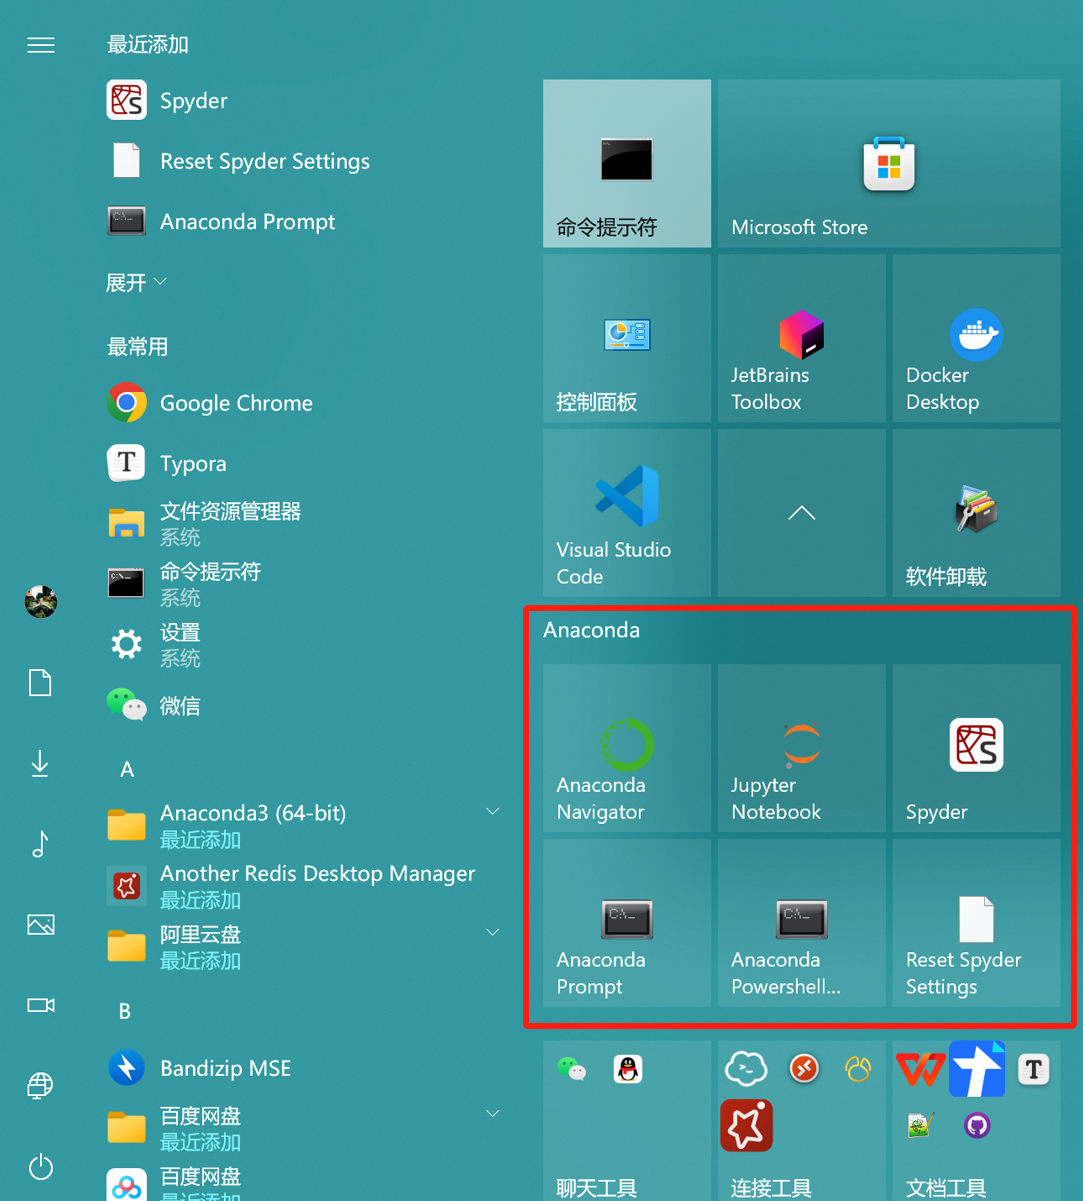 最近添加
Spyder
Reset Spyder Settings
Anaconda Prompt
展开
最常用
Google Chrome
Typora
文件资源管理器
系统
命令提示符
系统
设置
系统
微信
A
Anaconda3 (64-bit)
最近添加
Another Redis Desktop Manager
最近添加
阿里云盘
最近添加
B
Bandizip MSE
百度网盘
最近添加
百度网盘
最近添加
命令提示符
Microsoft Store
控制面板
JetBrains
Toolbox
Docker
Desktop
Visual Studio
Code
软件卸载
Anaconda
Anaconda
Navigator
Jupyter
Notebook
Spyder
Anaconda
Prompt
Anaconda
Powershell...
Reset Spyder
Settings
聊天工具
连接工具
文档工具